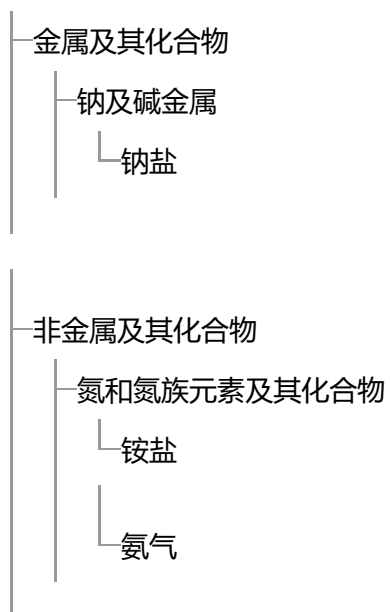 金属及其化合物
钠及碱金属
钠盐
非金属及其化合物
氮和氮族元素及其化合物
铵盐
氨气